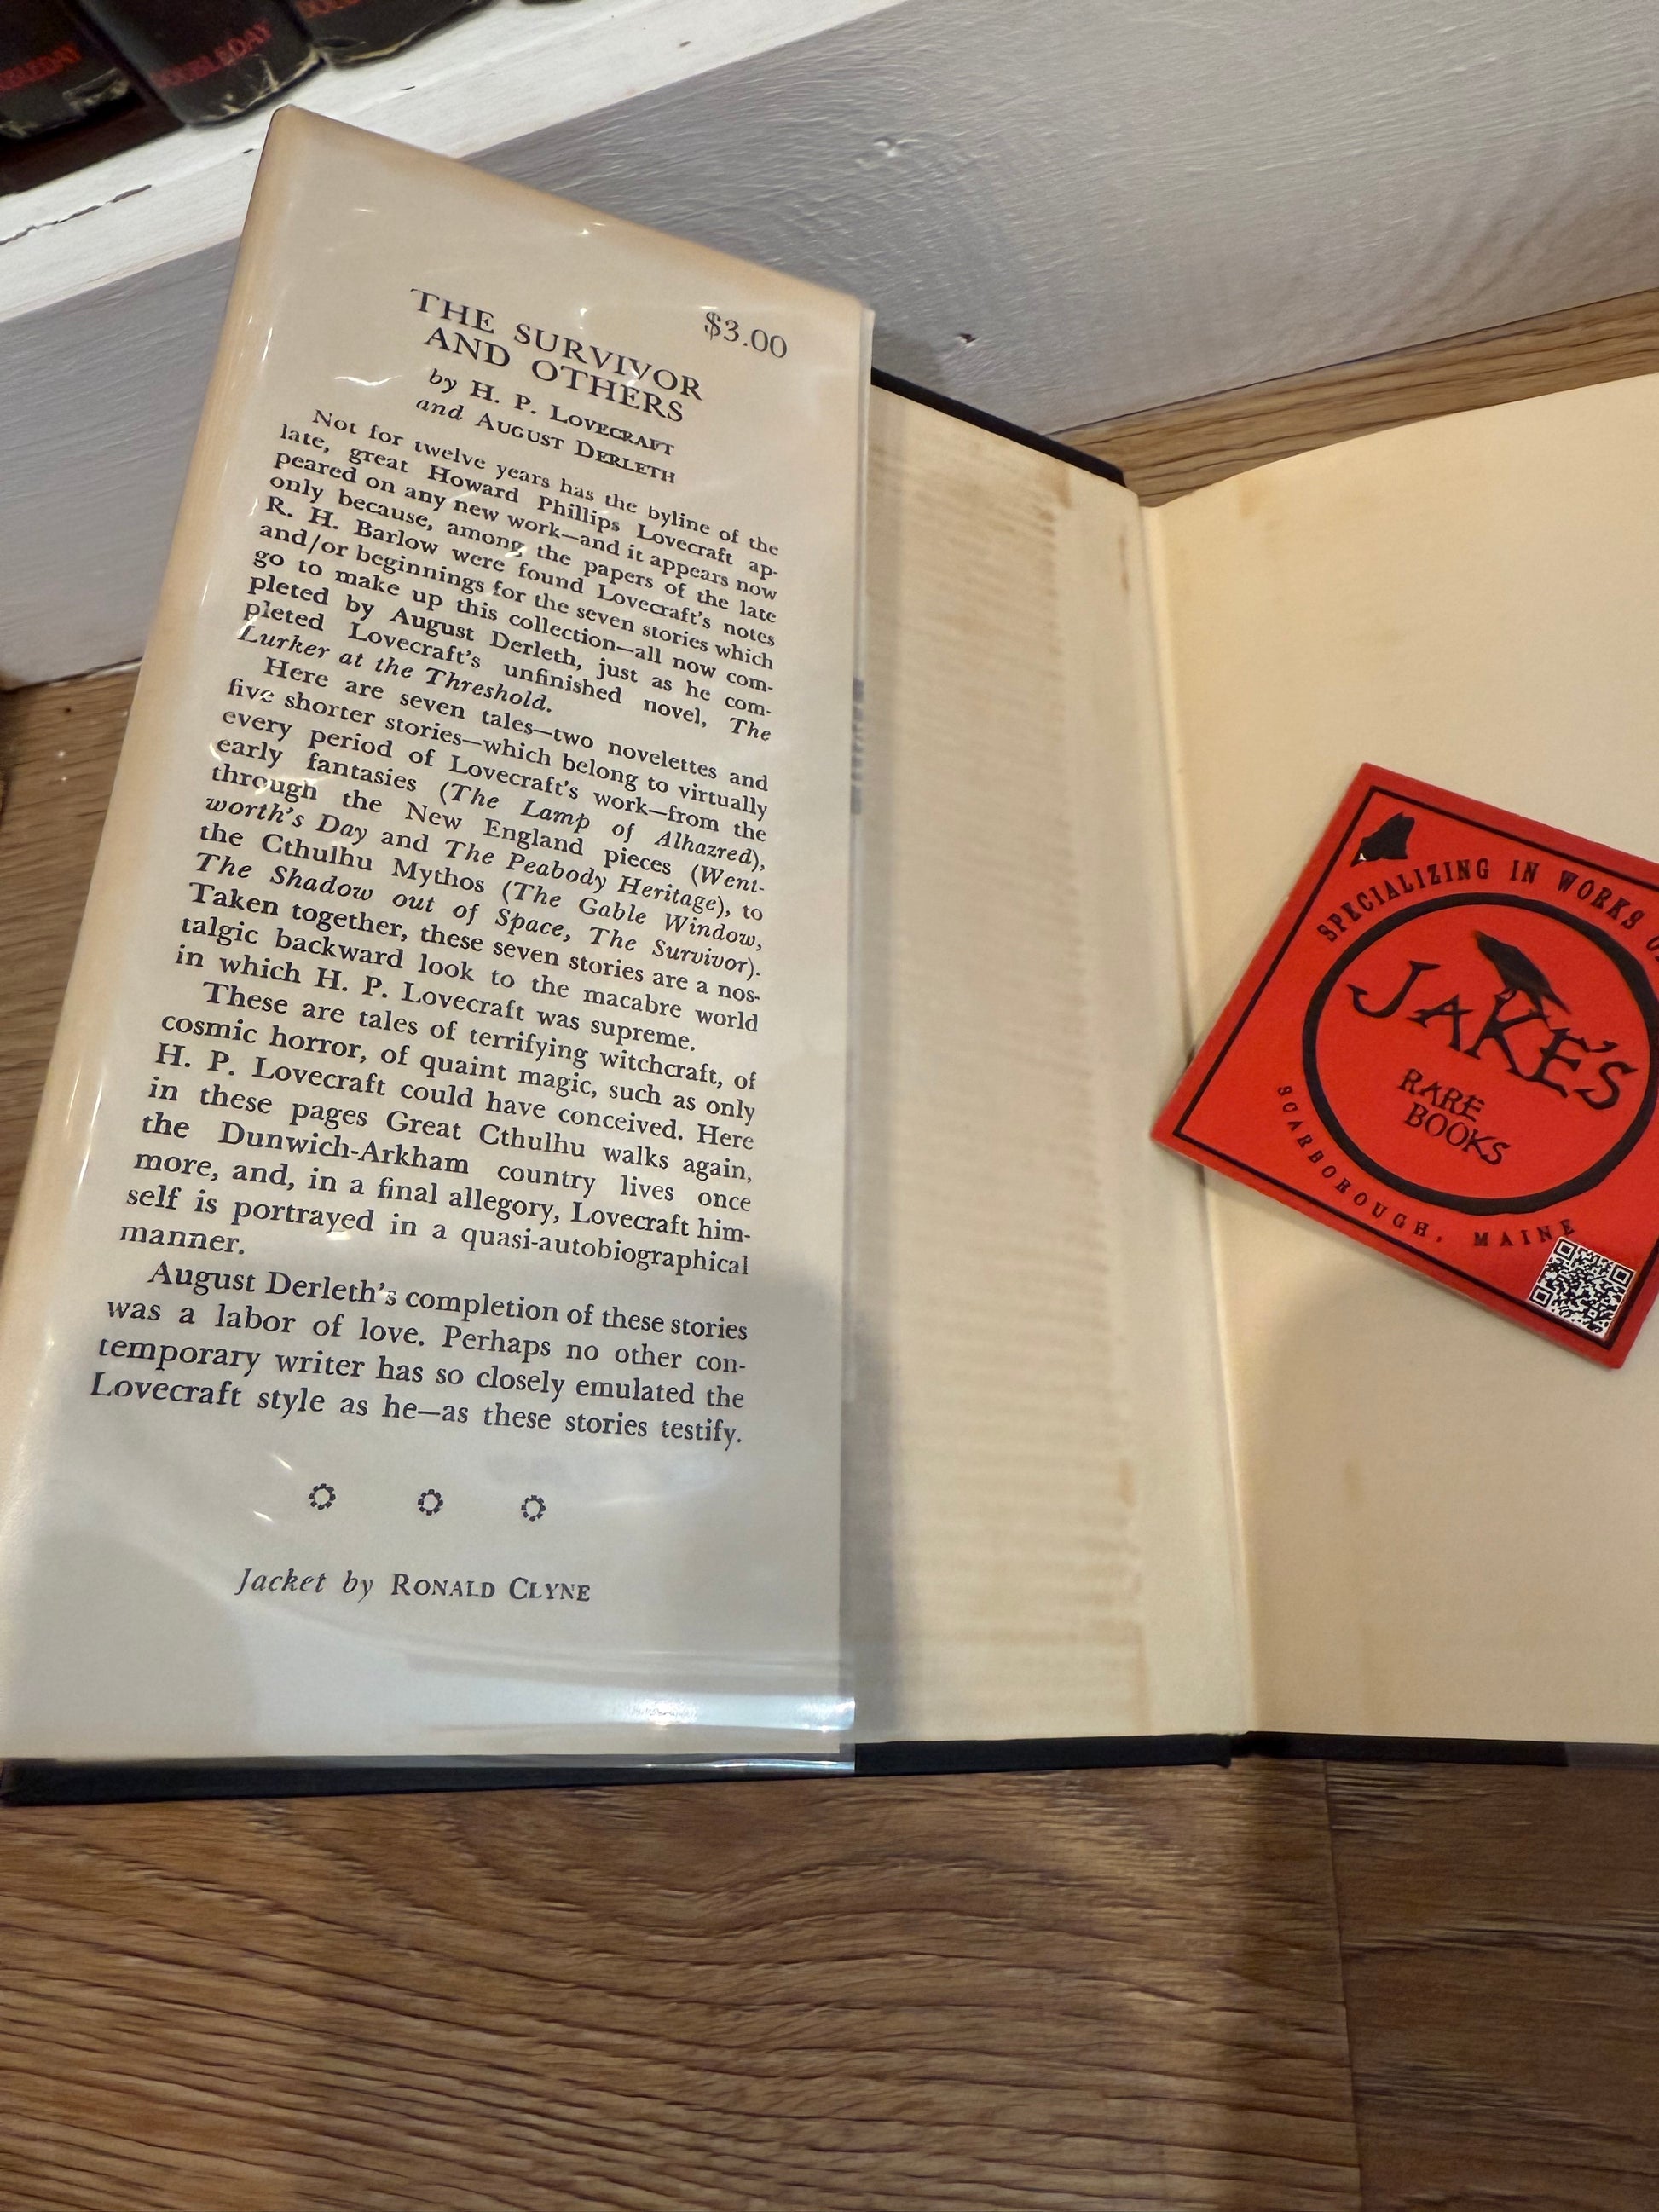 DOUBLEDAY
$3.00
THE SURVIVOR
AND OTHERS
by H. P. LOVECRAFT
and AUGUST DERLETH
Not for twelve years has the byline of the
late, great Howard Phillips Lovecraft ap-
peared on any new work—and it appears now
only because, among the papers of the late
R. H. Barlow were found Lovecraft's notes
and/or beginnings for the seven stories which
go to make up this collection—all now com-
pleted by August Derleth, just as he com-
pleted Lovecraft's unfinished novel, The
Lurker at the Threshold.
Here are seven tales—two novelettes and
five shorter stories—which belong to virtually
every period of Lovecraft's work—from the
early fantasies (The Lamp of Alhazred),
through the New England pieces (Went-
worth's Day and The Peabody Heritage), to
the Cthulhu Mythos (The Gable Window,
The Shadow out of Space, The Survivor).
Taken together, these seven stories are a nos-
talgic backward look to the macabre world
in which H. P. Lovecraft was supreme.
These are tales of terrifying witchcraft, of
cosmic horror, of quaint magic, such as only
H. P. Lovecraft could have conceived. Here
in these pages Great Cthulhu walks again,
the Dunwich-Arkham country lives once
more, and, in a final allegory, Lovecraft him-
self is portrayed in a quasi-autobiographical
manner.
August Derleth's completion of these stories
was a labor of love. Perhaps no other con-
temporary writer has so closely emulated the
Lovecraft style as he—as these stories testify.
Jacket by RONALD CLYNE
SPECIALIZING IN WORKS
JAKE'S
RARE
BOOKS
SCARBOROUGH, MAINE